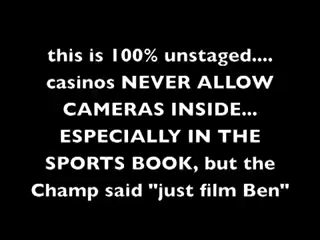 this is 100% unstaged....
casinos NEVER ALLOW
CAMERAS INSIDE...
ESPECIALLY IN THE
SPORTS BOOK, but the
Champ said "just film Ben"